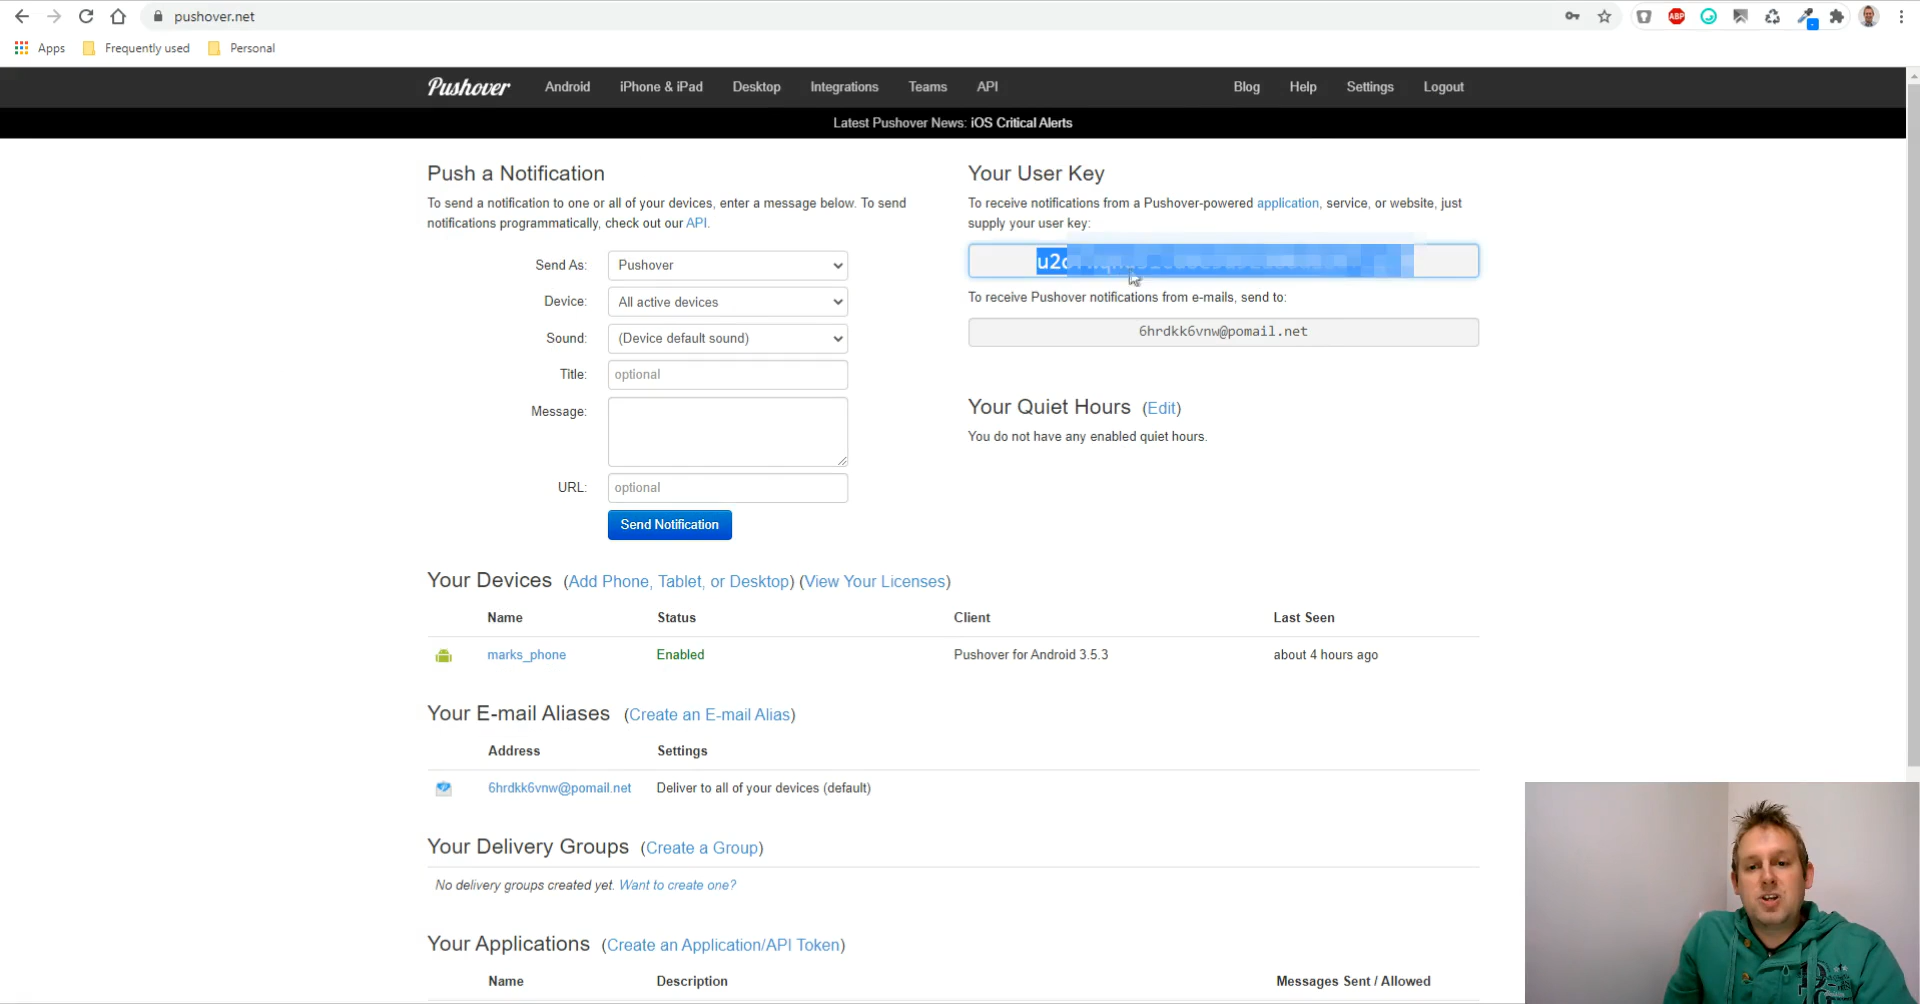 pushover.net
Apps
Frequently used
Personal
Pushover
Android
iPhone & iPad
Desktop
Integrations
Teams
API
Blog
Help
Settings
Logout
Latest Pushover News: iOS Critical Alerts
Push a Notification
To send a notification to one or all of your devices, enter a message below. To send
notifications programmatically, check out our API.
Send As:
Pushover
Device:
All active devices
Sound:
(Device default sound)
Title:
optional
Message:
URL:
optional
Send Notification
Your User Key
To receive notifications from a Pushover-powered application, service, or website, just
supply your user key:
To receive Pushover notifications from e-mails, send to:
6hrdkk6vnw@pomail.net
Your Quiet Hours (Edit)
You do not have any enabled quiet hours.
Your Devices (Add Phone, Tablet, or Desktop) (View Your Licenses)
Name
Status
Client
Last Seen
marks_phone
Enabled
Pushover for Android 3.5.3
about 4 hours ago
Your E-mail Aliases (Create an E-mail Alias)
Address
Settings
6hrdkk6vnw@pomail.net
Deliver to all of your devices (default)
Your Delivery Groups (Create a Group)
No delivery groups created yet. Want to create one?
Your Applications (Create an Application/API Token)
Name
Description
Messages Sent / Allowed
ABP